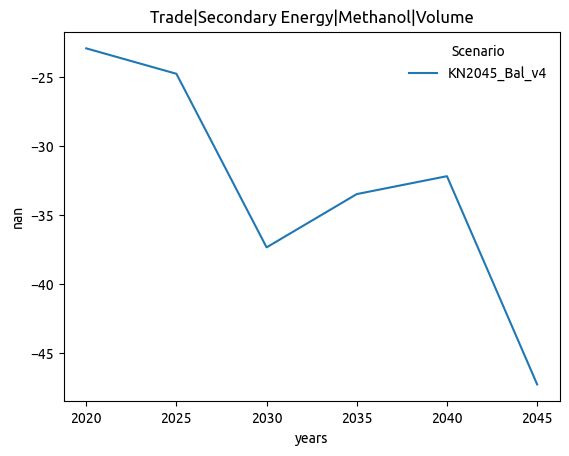 Trade|Secondary Energy|Methanol|Volume
Scenario
KN2045_Bal_v4
−25
−30
−35
−40
−45
nan
2020 2025 2030 2035 2040 2045
years